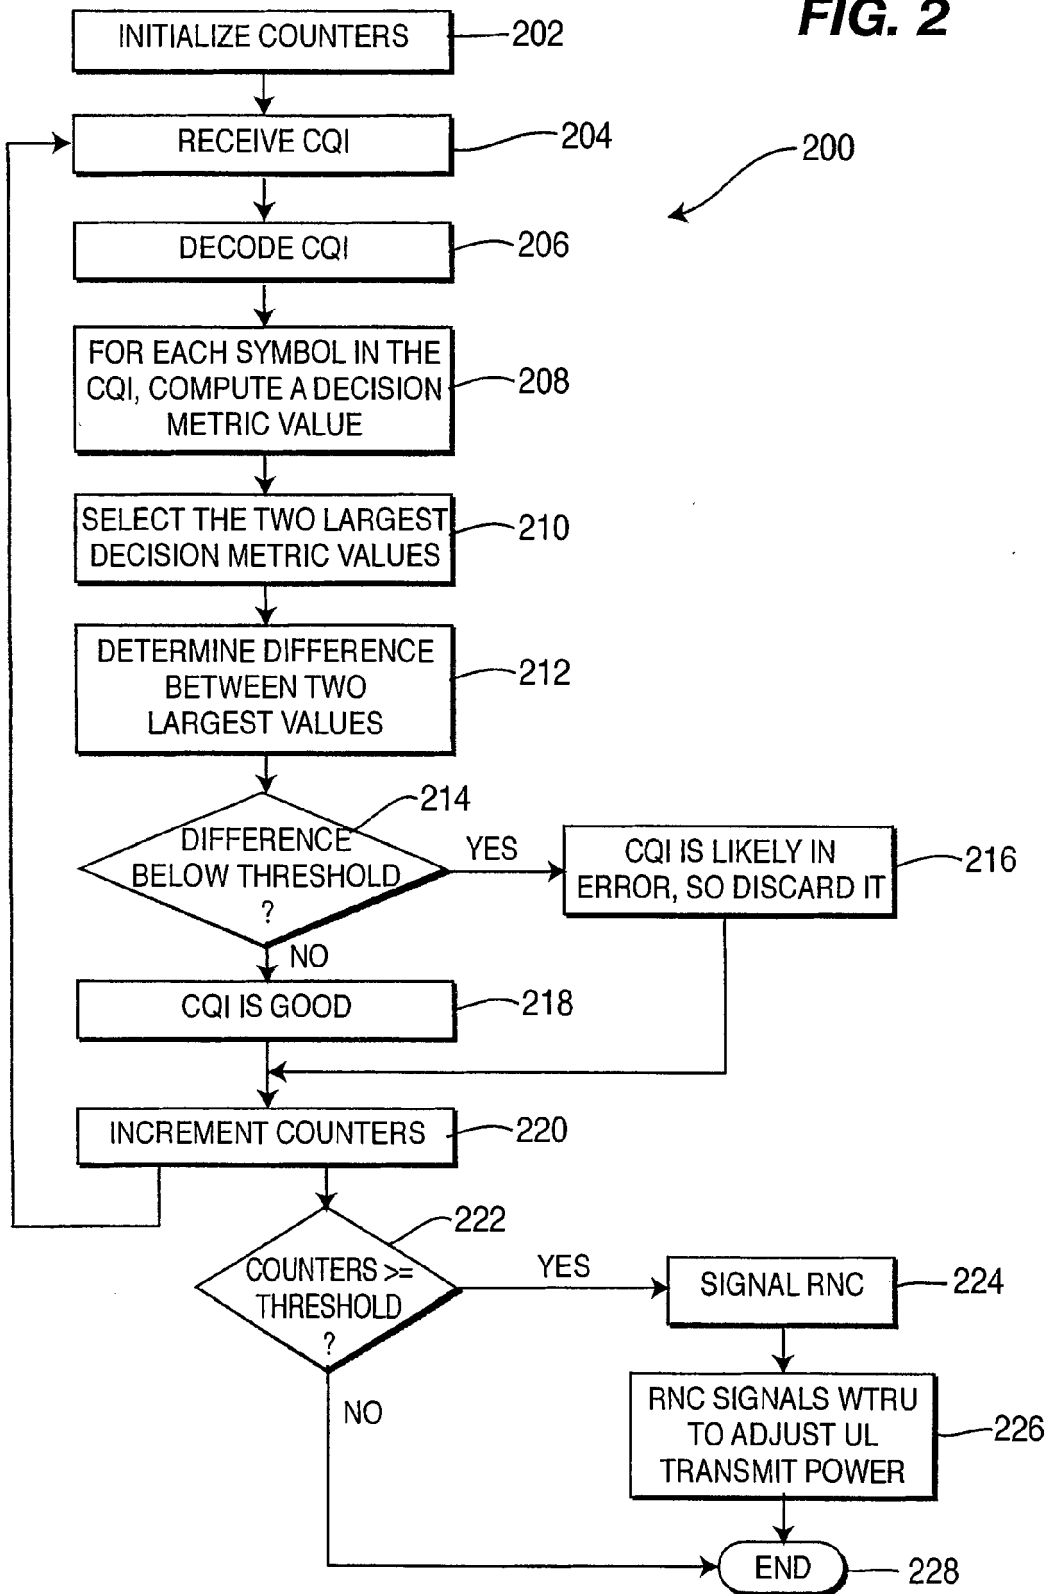 FIG. 2
INITIALIZE COUNTERS
202
RECEIVE CQI
204
200
DECODE CQI
206
FOR EACH SYMBOL IN THE
CQI, COMPUTE A DECISION
METRIC VALUE
208
SELECT THE TWO LARGEST
DECISION METRIC VALUES
210
DETERMINE DIFFERENCE
BETWEEN TWO
LARGEST VALUES
212
214
DIFFERENCE
BELOW THRESHOLD
?
YES
CQI IS LIKELY IN
ERROR, SO DISCARD IT
216
NO
CQI IS GOOD
218
INCREMENT COUNTERS
220
222
COUNTERS >=
THRESHOLD
?
YES
SIGNAL RNC
224
NO
RNC SIGNALS WTRU
TO ADJUST UL
TRANSMIT POWER
226
END
228